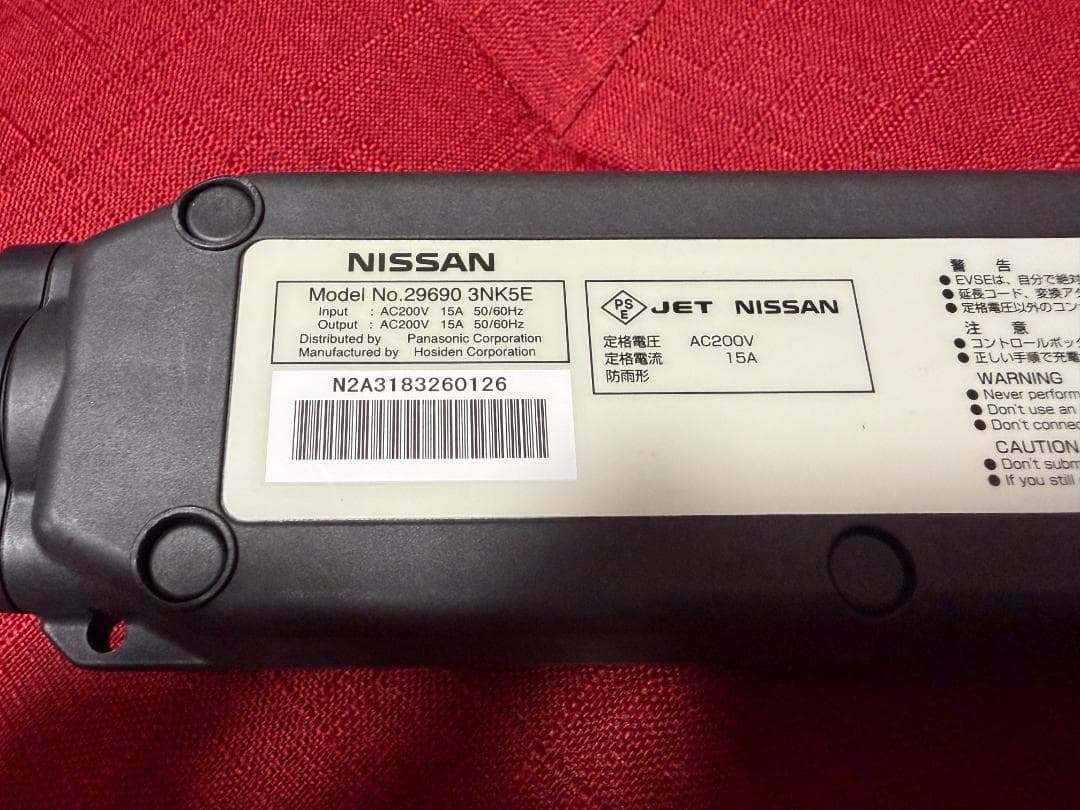 NISSAN
Model No.29690 3NK5E
Input : AC200V 15A 50/60Hz
Output : AC200V 15A 50/60Hz
Distributed by Panasonic Corporation
Manufactured by Hosiden Corporation
N2A3183260126
PS
E
JET NISSAN
定格電圧 AC200V
定格電流 15A
防雨形
警 告
● EVSEは、自分で絶対
● 延長コード、変換アダ
● 定格電圧以外のコン
注 意
● コントロールボック
● 正しい手順で充電
WARNING
● Never perform
● Don't use an
● Don't connec
CAUTION
● Don't subm
● If you still